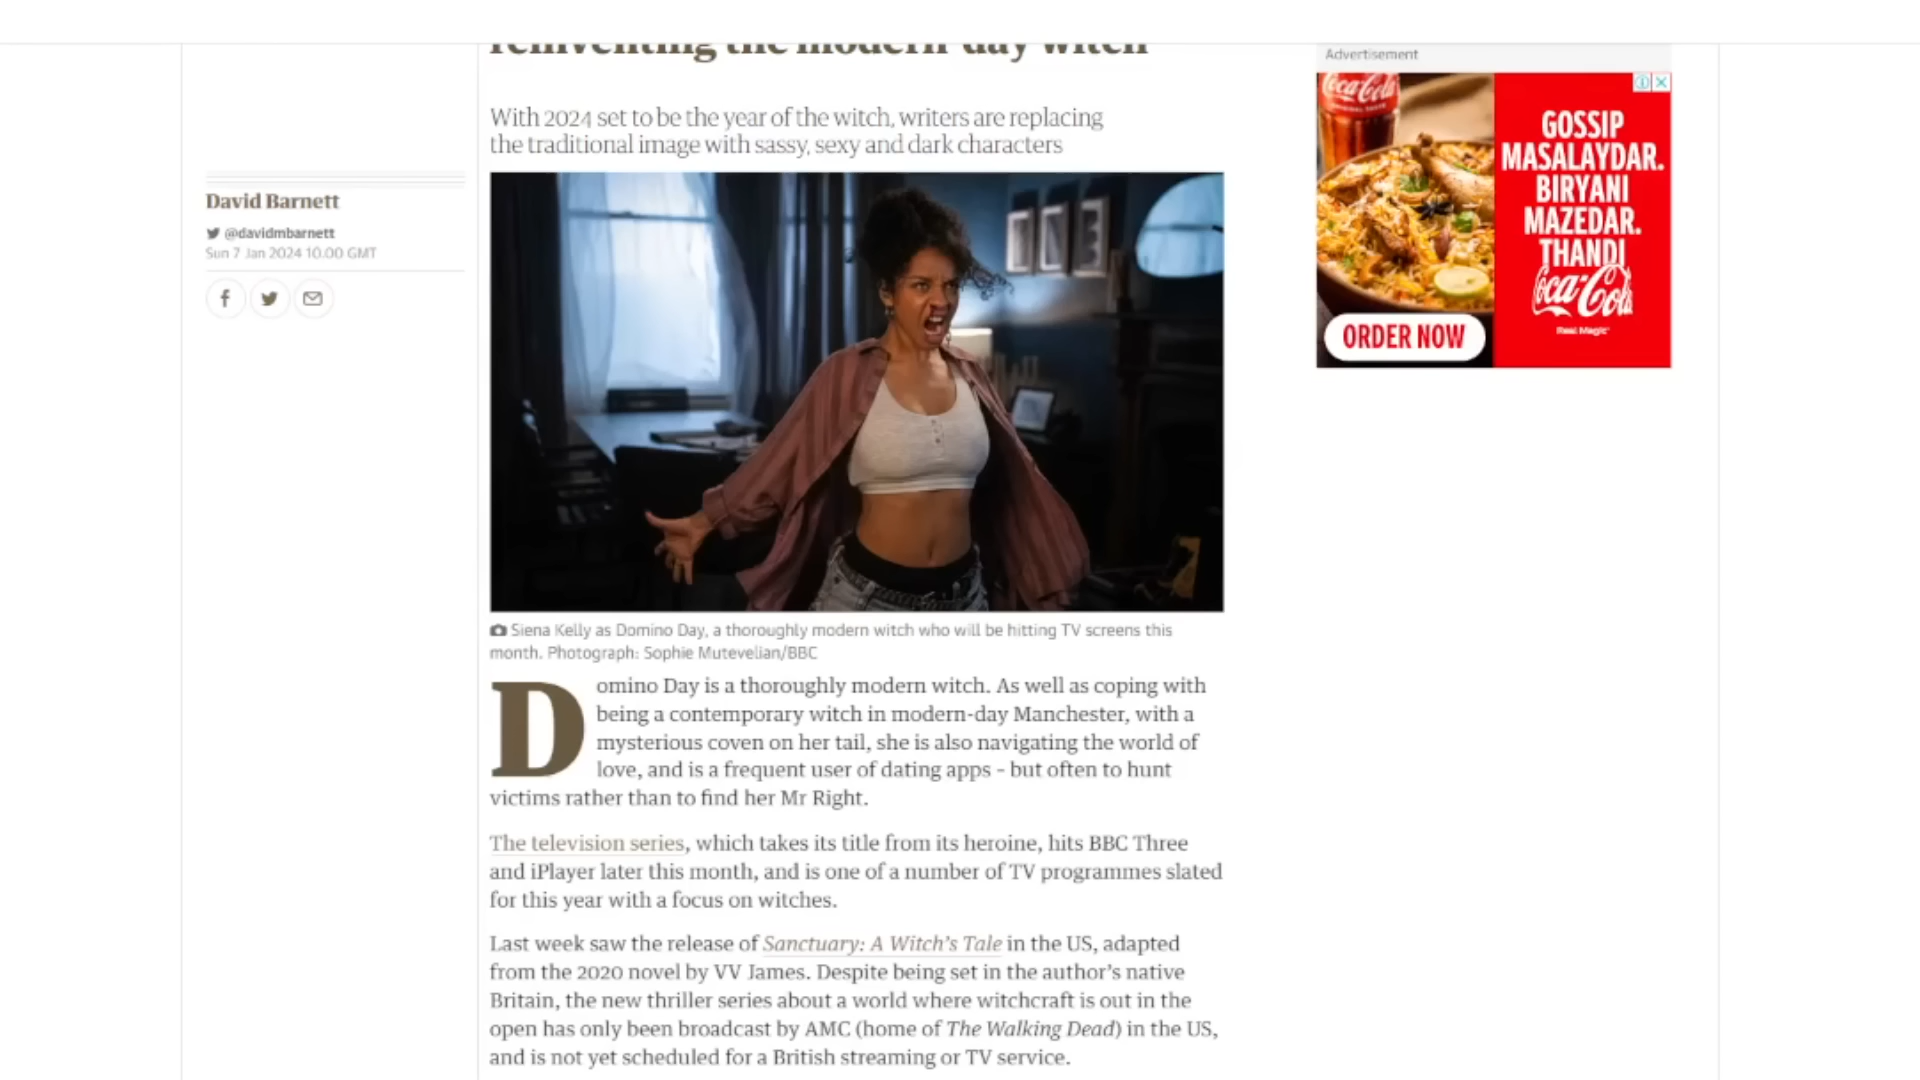 reinventing the modern-day witch
With 2024 set to be the year of the witch, writers are replacing
the traditional image with sassy, sexy and dark characters
David Barnett
@davidmbarnett
Sun 7 Jan 2024 10.00 GMT
Siena Kelly as Domino Day, a thoroughly modern witch who will be hitting TV screens this
month. Photograph: Sophie Mutevelian/BBC
Domino Day is a thoroughly modern witch. As well as coping with
being a contemporary witch in modern-day Manchester, with a
mysterious coven on her tail, she is also navigating the world of
love, and is a frequent user of dating apps – but often to hunt
victims rather than to find her Mr Right.
The television series, which takes its title from its heroine, hits BBC Three
and iPlayer later this month, and is one of a number of TV programmes slated
for this year with a focus on witches.
Last week saw the release of Sanctuary: A Witch's Tale in the US, adapted
from the 2020 novel by VV James. Despite being set in the author's native
Britain, the new thriller series about a world where witchcraft is out in the
open has only been broadcast by AMC (home of The Walking Dead) in the US,
and is not yet scheduled for a British streaming or TV service.
Advertisement
Coca-Cola
ORIGINAL TASTE
GOSSIP
MASALAYDAR.
BIRYANI
MAZEDAR.
THANDI
Coca-Cola
Real Magic
ORDER NOW